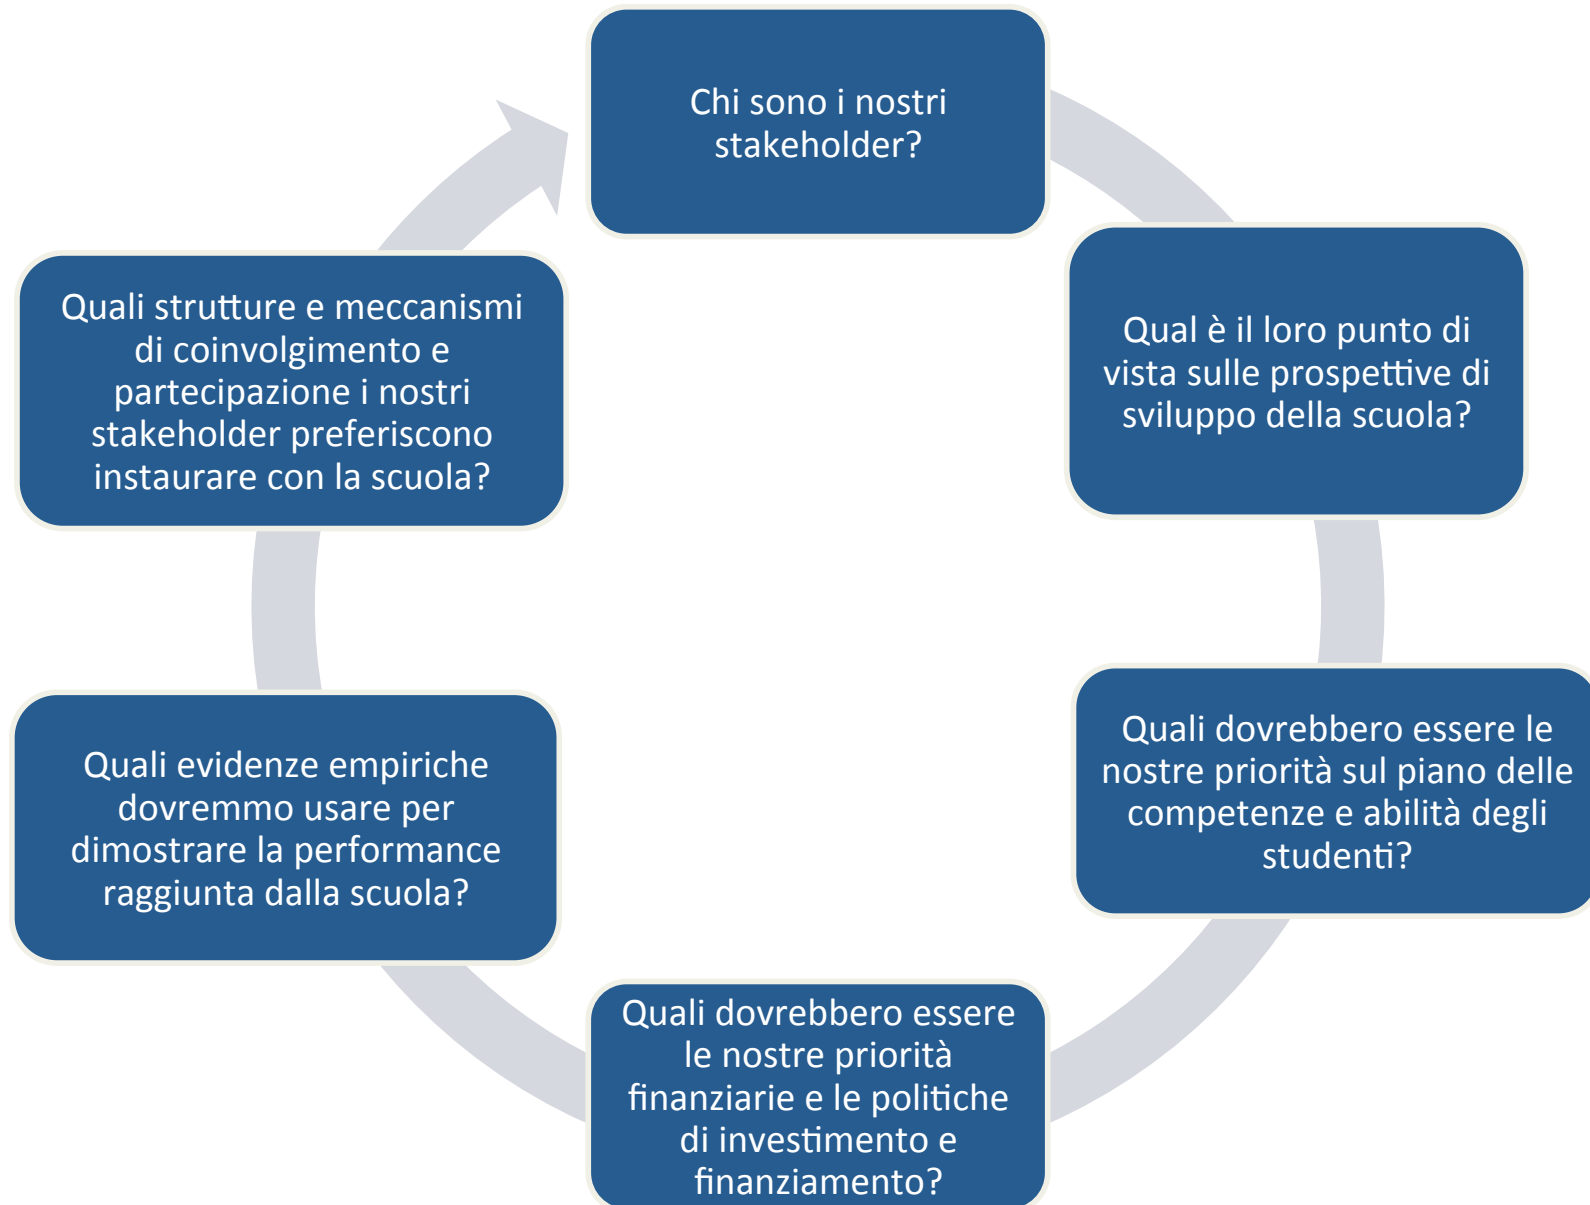 Chi sono i nostri
stakeholder?
Qual è il loro punto di
vista sulle prospettive di
sviluppo della scuola?
Quali dovrebbero essere le
nostre priorità sul piano delle
competenze e abilità degli
studenti?
Quali dovrebbero essere
le nostre priorità
finanziarie e le politiche
di investimento e
finanziamento?
Quali evidenze empiriche
dovremmo usare per
dimostrare la performance
raggiunta dalla scuola?
Quali strutture e meccanismi
di coinvolgimento e
partecipazione i nostri
stakeholder preferiscono
instaurare con la scuola?